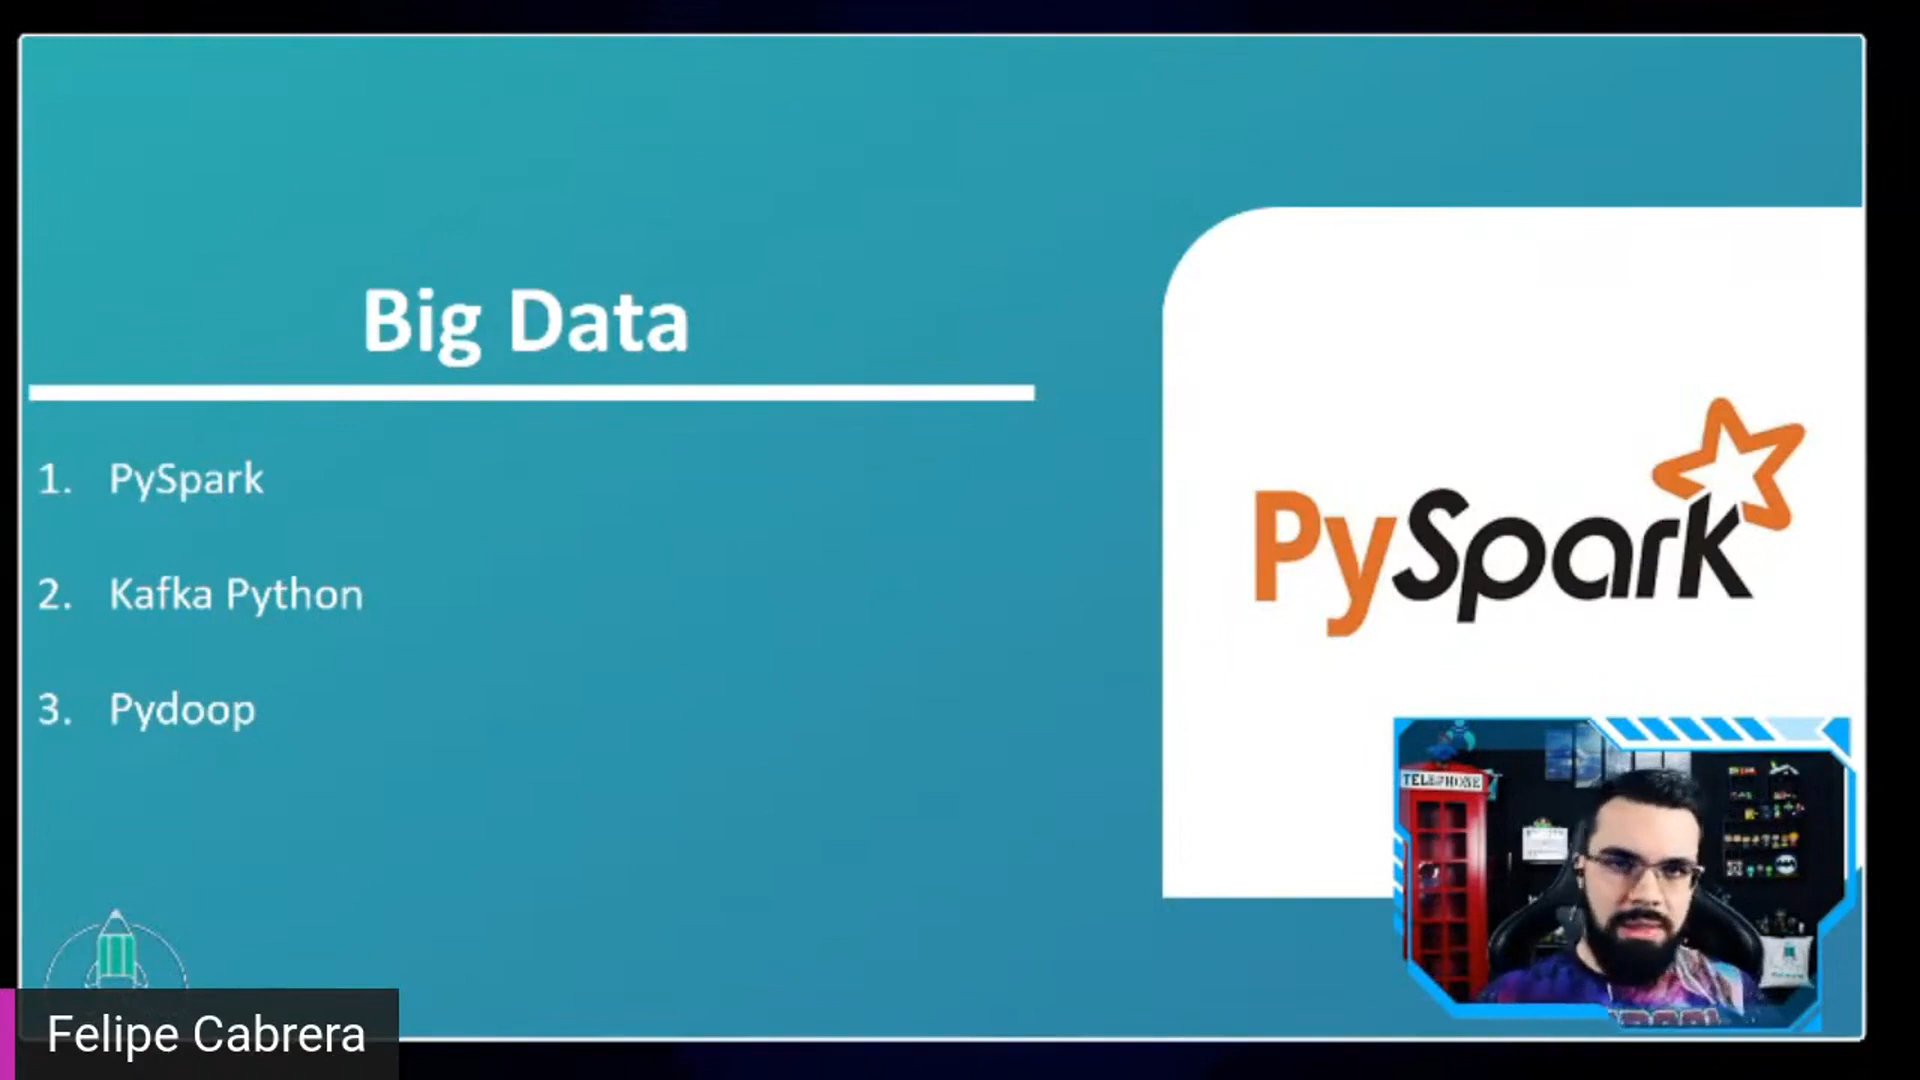 Big Data
1. PySpark
2. Kafka Python
3. Pydoop
PySpark
TELEPHONE
Felipe Cabrera